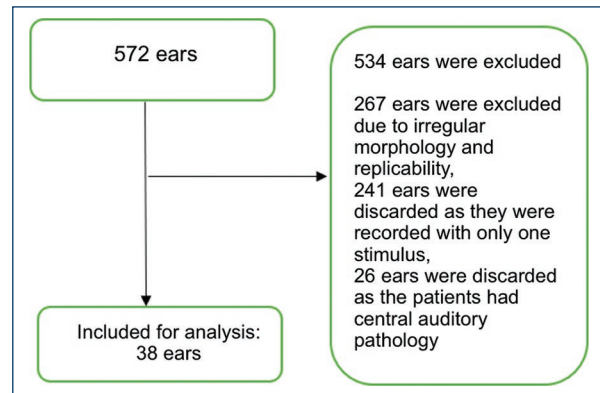 572 ears
534 ears were excluded
267 ears were excluded
due to irregular
morphology and
replicability,
241 ears were
discarded as they were
recorded with only one
stimulus,
26 ears were discarded
as the patients had
central auditory
pathology
Included for analysis:
38 ears